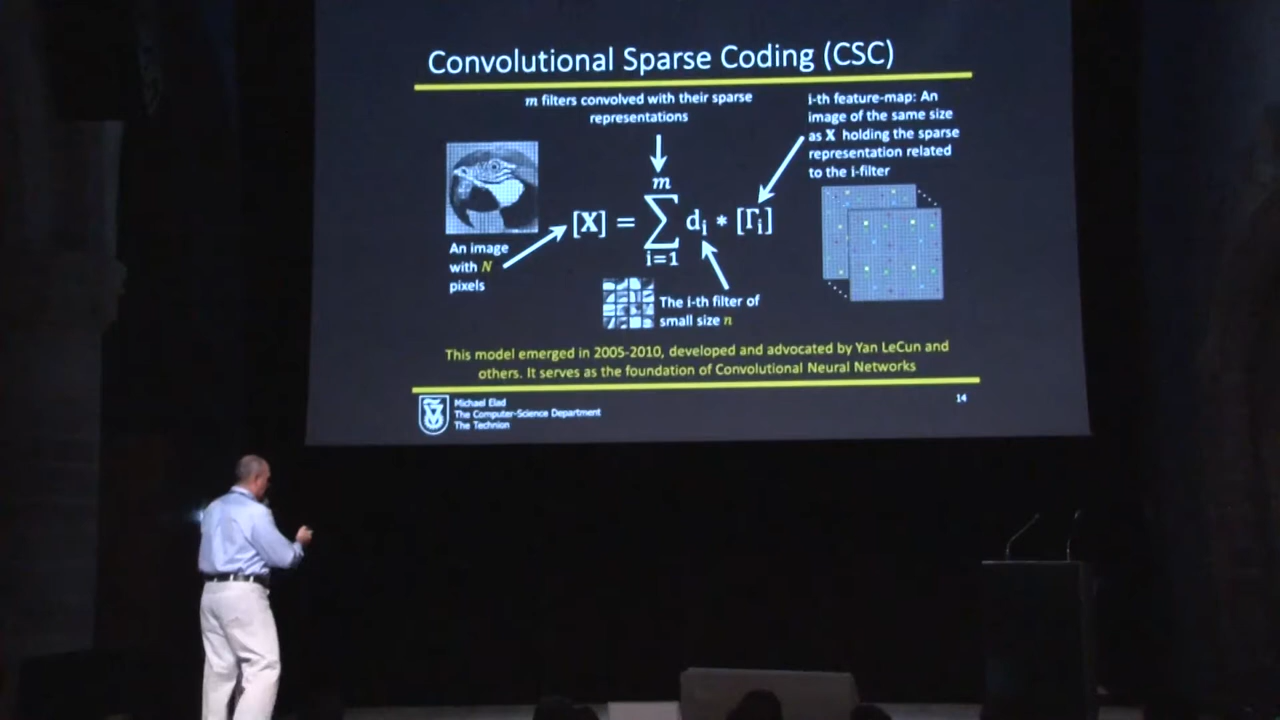 Convolutional Sparse Coding (CSC)
m filters convolved with their sparse
representations
i-th feature-map: An
image of the same size
as X holding the sparse
representation related
to the i-filter
[X] = ∑ᵢ₌₁ᵐ dᵢ * [Γᵢ]
An image
with N
pixels
The i-th filter of
small size n
This model emerged in 2005-2010, developed and advocated by Yan LeCun and
others. It serves as the foundation of Convolutional Neural Networks
Michael Elad
The Computer-Science Department
The Technion
14